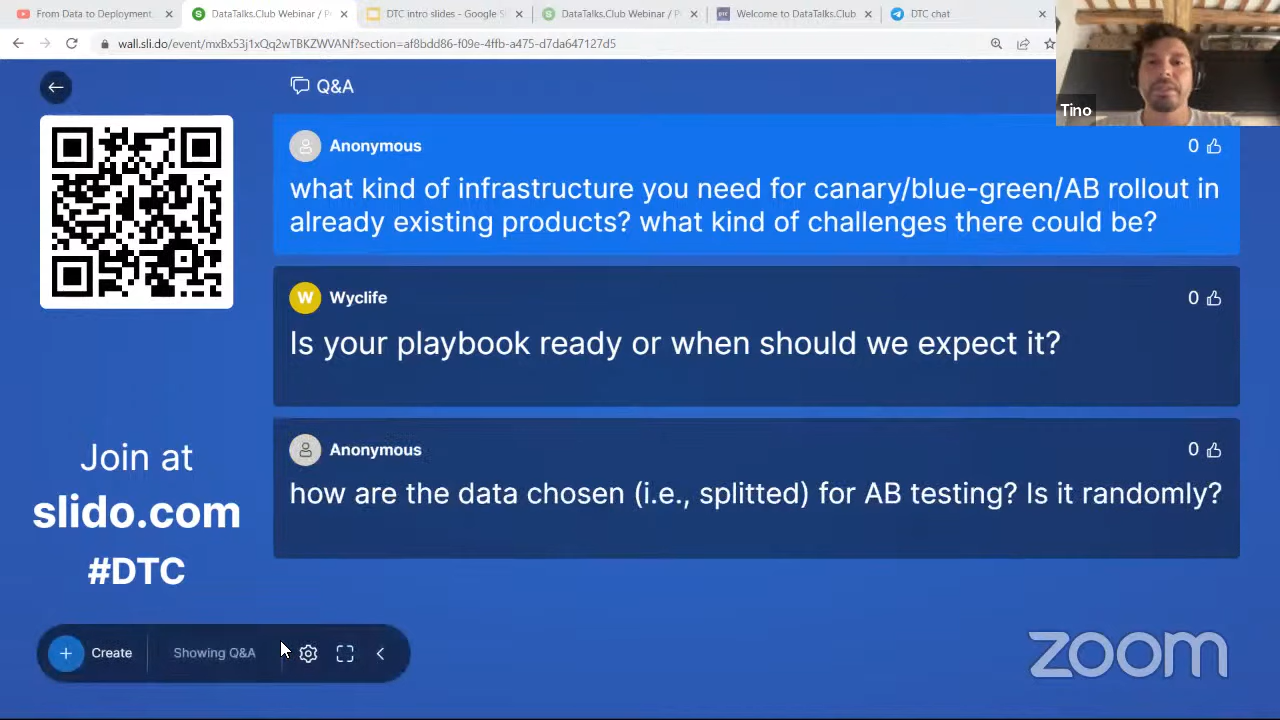 From Data to Deployment.
DataTalks.Club Webinar / P
DTC intro slides - Google S
DataTalks.Club Webinar / P
Welcome to DataTalks.Club
DTC chat
wall.sli.do/event/mxBx53j1xQq2wTBKZWVANf?section=af8bdd86-f09e-4ffb-a475-d7da647127d5
Tino
Q&A
Anonymous
0
what kind of infrastructure you need for canary/blue-green/AB rollout in
already existing products? what kind of challenges there could be?
W
Wyclife
0
Is your playbook ready or when should we expect it?
Anonymous
0
how are the data chosen (i.e., splitted) for AB testing? Is it randomly?
Join at
slido.com
#DTC
Create
Showing Q&A
zoom